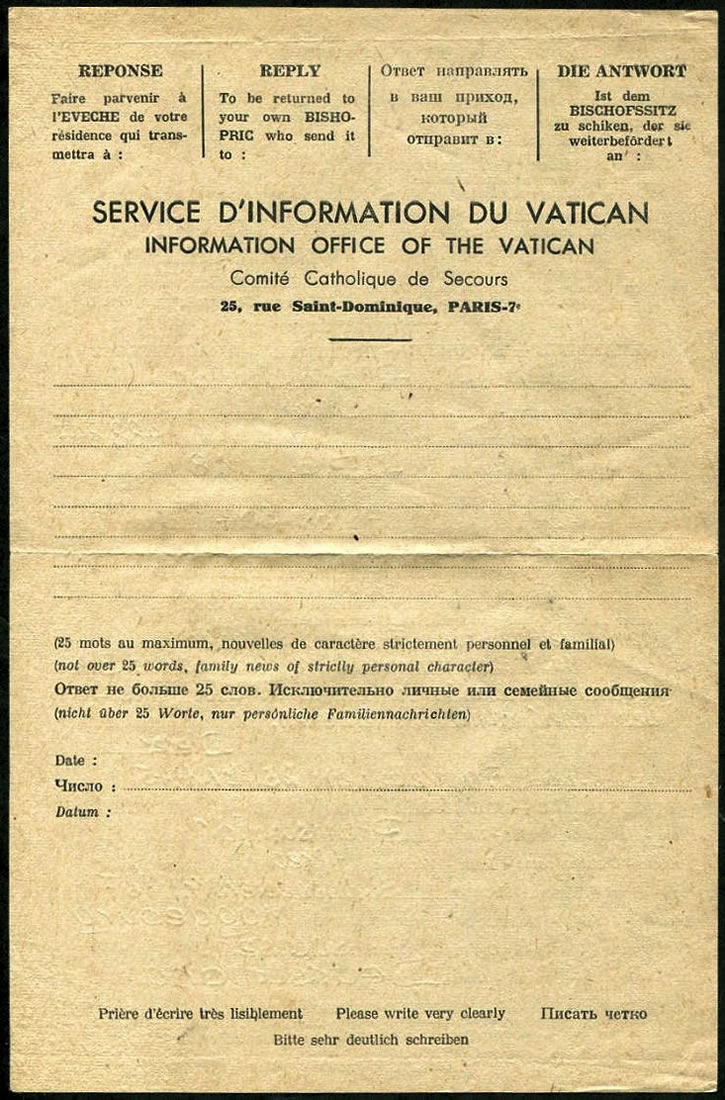 REPONSE
Faire parvenir à
l'EVECHE de votre
résidence qui trans-
mettra à :
REPLY
To be returned to
your own BISHO-
PRIC who send it
to :
Ответ направлять
в ваш приход,
который
отправит в:
DIE ANTWORT
Ist dem
BISCHOFSSITZ
zu schiken, der sie
weiterbefördert
an :
SERVICE D'INFORMATION DU VATICAN
INFORMATION OFFICE OF THE VATICAN
Comité Catholique de Secours
25, rue Saint-Dominique, PARIS-7e
(25 mots au maximum, nouvelles de caractère strictement personnel et familial)
(not over 25 words, family news of strictly personal character)
Ответ не больше 25 слов. Исключительно личные или семейные сообщения
(nicht über 25 Worte, nur persönliche Familiennachrichten)
Date :
Число :
Datum :
Prière d'écrire très lisiblement Please write very clearly Писать четко
Bitte sehr deutlich schreiben